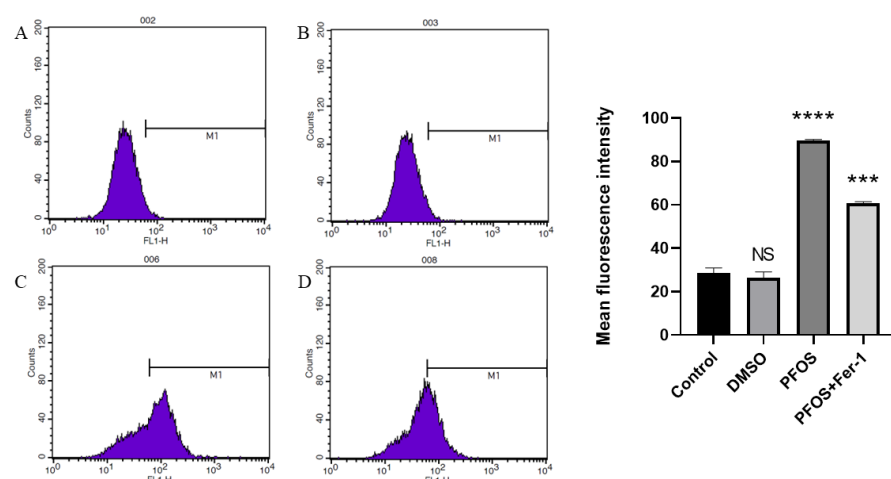 A
002
Counts
200
160
120
80
40
0
M1
10⁰ 10¹ 10² 10³ 10⁴
FL1-H
B
003
Counts
200
160
120
80
40
0
M1
10⁰ 10¹ 10² 10³ 10⁴
FL1-H
C
006
Counts
200
160
120
80
40
0
M1
10⁰ 10¹ 10² 10³ 10⁴
FL1-H
D
008
Counts
200
160
120
80
40
0
M1
10⁰ 10¹ 10² 10³ 10⁴
FL1-H
Mean fluorescence intensity
100
80
60
40
20
0
NS
****
***
Control
DMSO
PFOS
PFOS+Fer-1